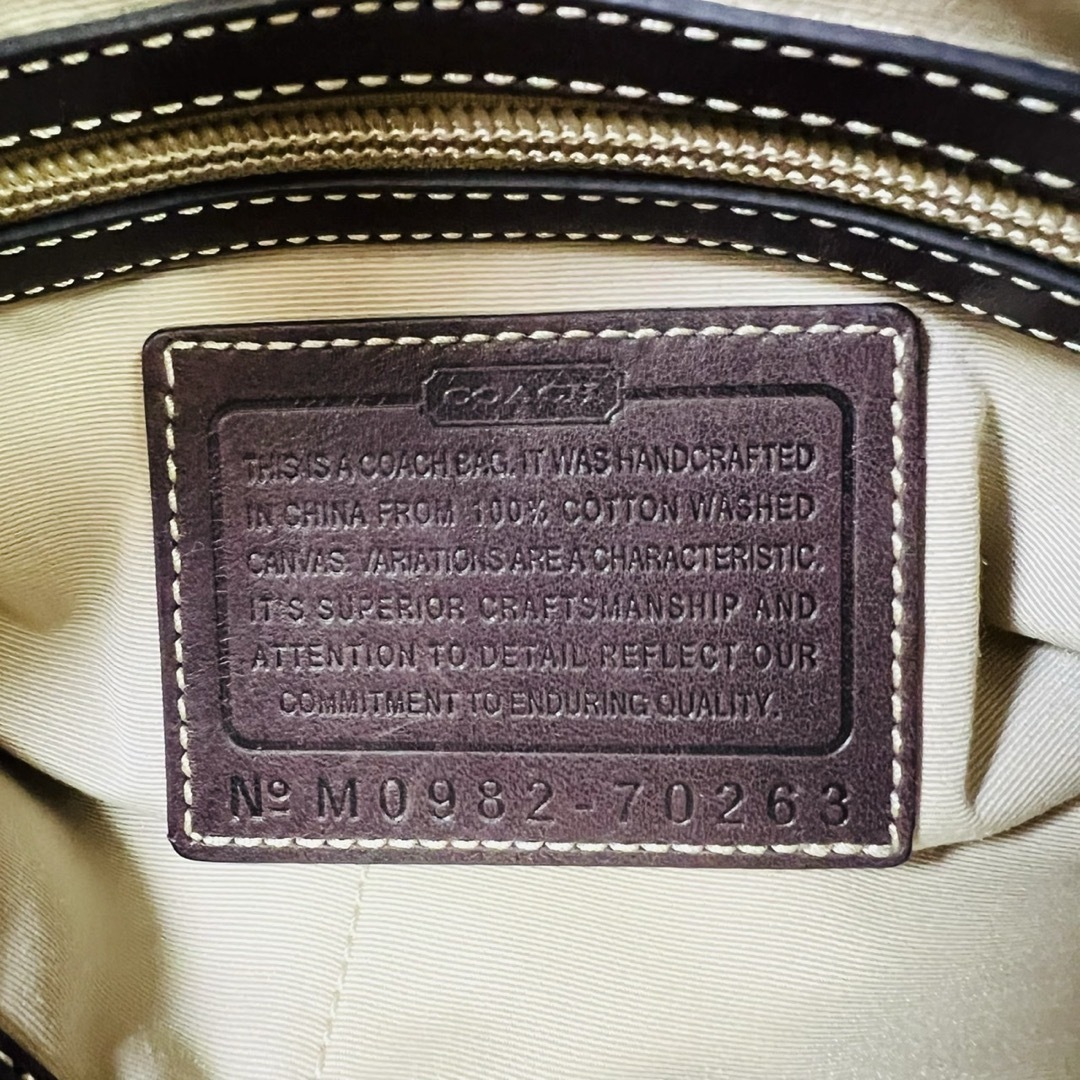 COACH
THIS IS A COACH BAG. IT WAS HANDCRAFTED
IN CHINA FROM 100% COTTON WASHED
CANVAS. VARIATIONS ARE A CHARACTERISTIC.
IT'S SUPERIOR CRAFTSMANSHIP AND
ATTENTION TO DETAIL REFLECT OUR
COMMITMENT TO ENDURING QUALITY.
Nº M0982-70263